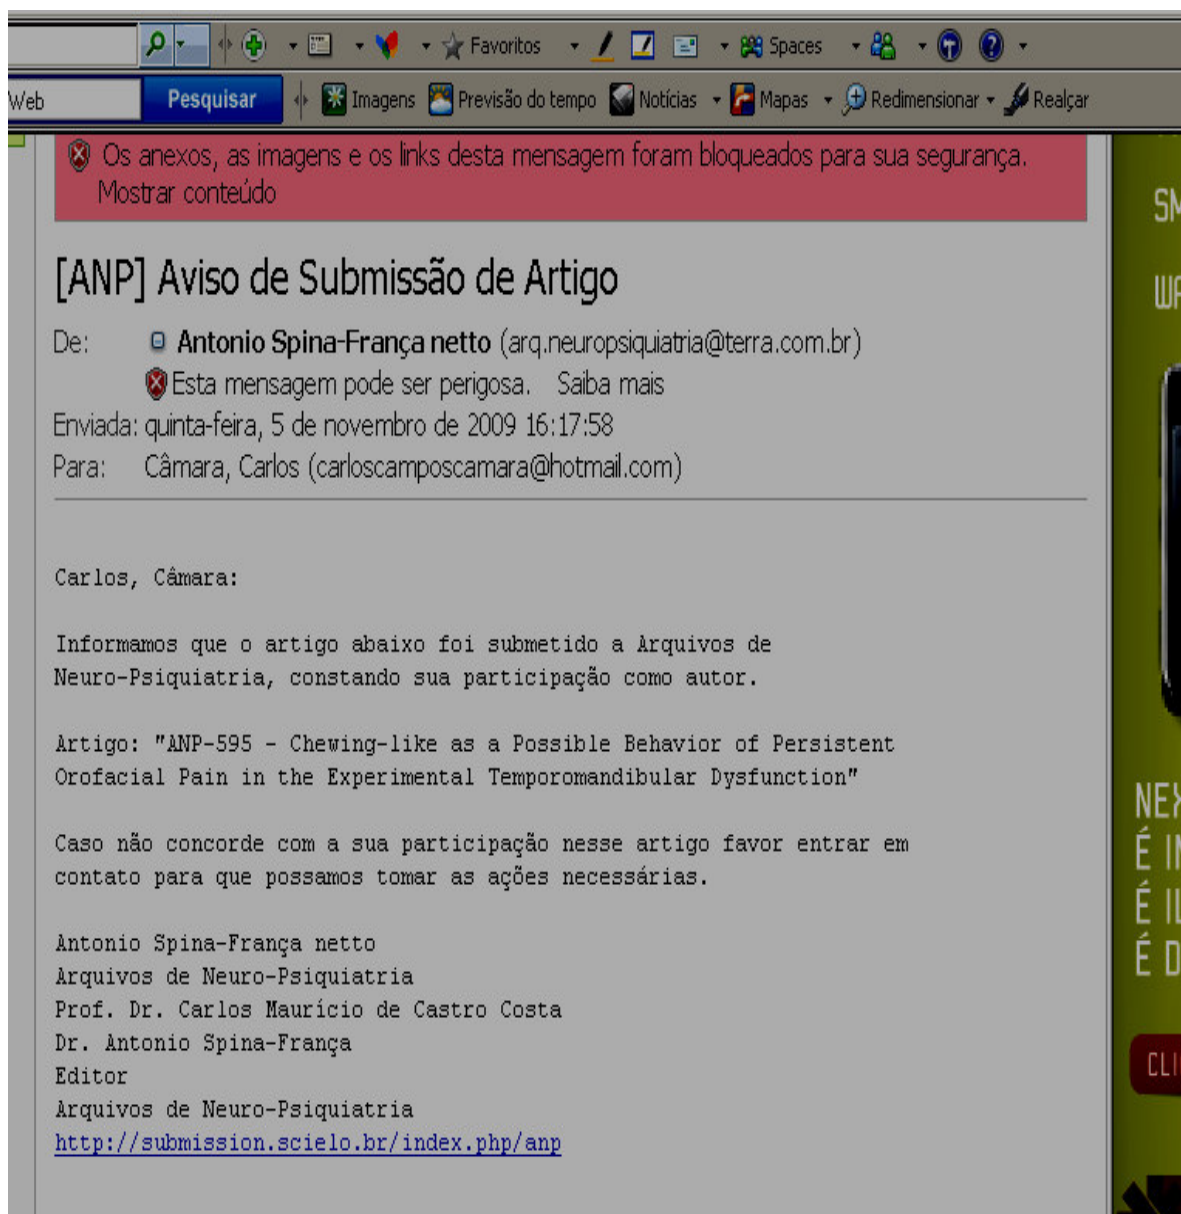 Favoritos Spaces
Web Pesquisar Imagens Previsão do tempo Notícias Mapas Redimensionar Realçar
Os anexos, as imagens e os links desta mensagem foram bloqueados para sua segurança.
Mostrar conteúdo
[ANP] Aviso de Submissão de Artigo
De: Antonio Spina-França netto (arq.neuropsiquiatria@terra.com.br)
Esta mensagem pode ser perigosa. Saiba mais
Enviada: quinta-feira, 5 de novembro de 2009 16:17:58
Para: Câmara, Carlos (carloscamposcamara@hotmail.com)
Carlos, Câmara:
Informamos que o artigo abaixo foi submetido a Arquivos de
Neuro-Psiquiatria, constando sua participação como autor.
Artigo: "ANP-595 - Chewing-like as a Possible Behavior of Persistent
Orofacial Pain in the Experimental Temporomandibular Dysfunction"
Caso não concorde com a sua participação nesse artigo favor entrar em
contato para que possamos tomar as ações necessárias.
Antonio Spina-França netto
Arquivos de Neuro-Psiquiatria
Prof. Dr. Carlos Maurício de Castro Costa
Dr. Antonio Spina-França
Editor
Arquivos de Neuro-Psiquiatria
http://submission.scielo.br/index.php/anp
SM
É
É
É D
CLI